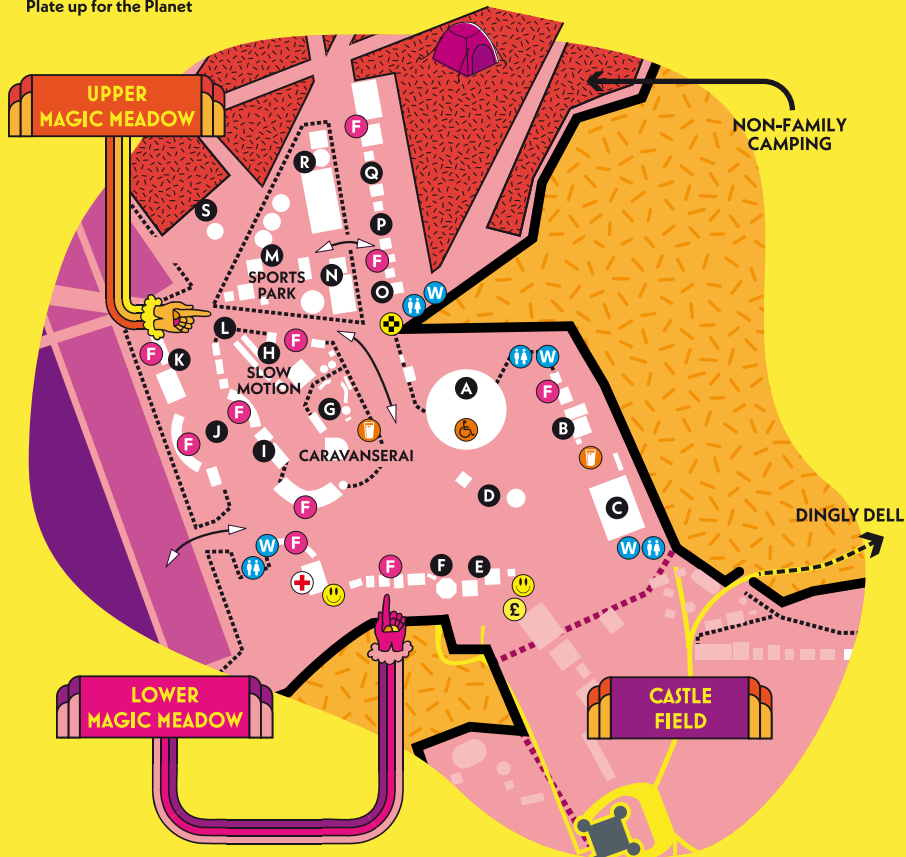 Plate up for the Planet
UPPER
MAGIC MEADOW
NON-FAMILY
CAMPING
F
R
Q
S
P
M
F
SPORTS
PARK
N
O
W
L
F
F
K
H
SLOW
MOTION
W
A
F
G
F
J
F
B
I
CARAVANSERAI
D
C
F
DINGLY DELL
W
F
W
F
F
E
£
LOWER
MAGIC MEADOW
CASTLE
FIELD